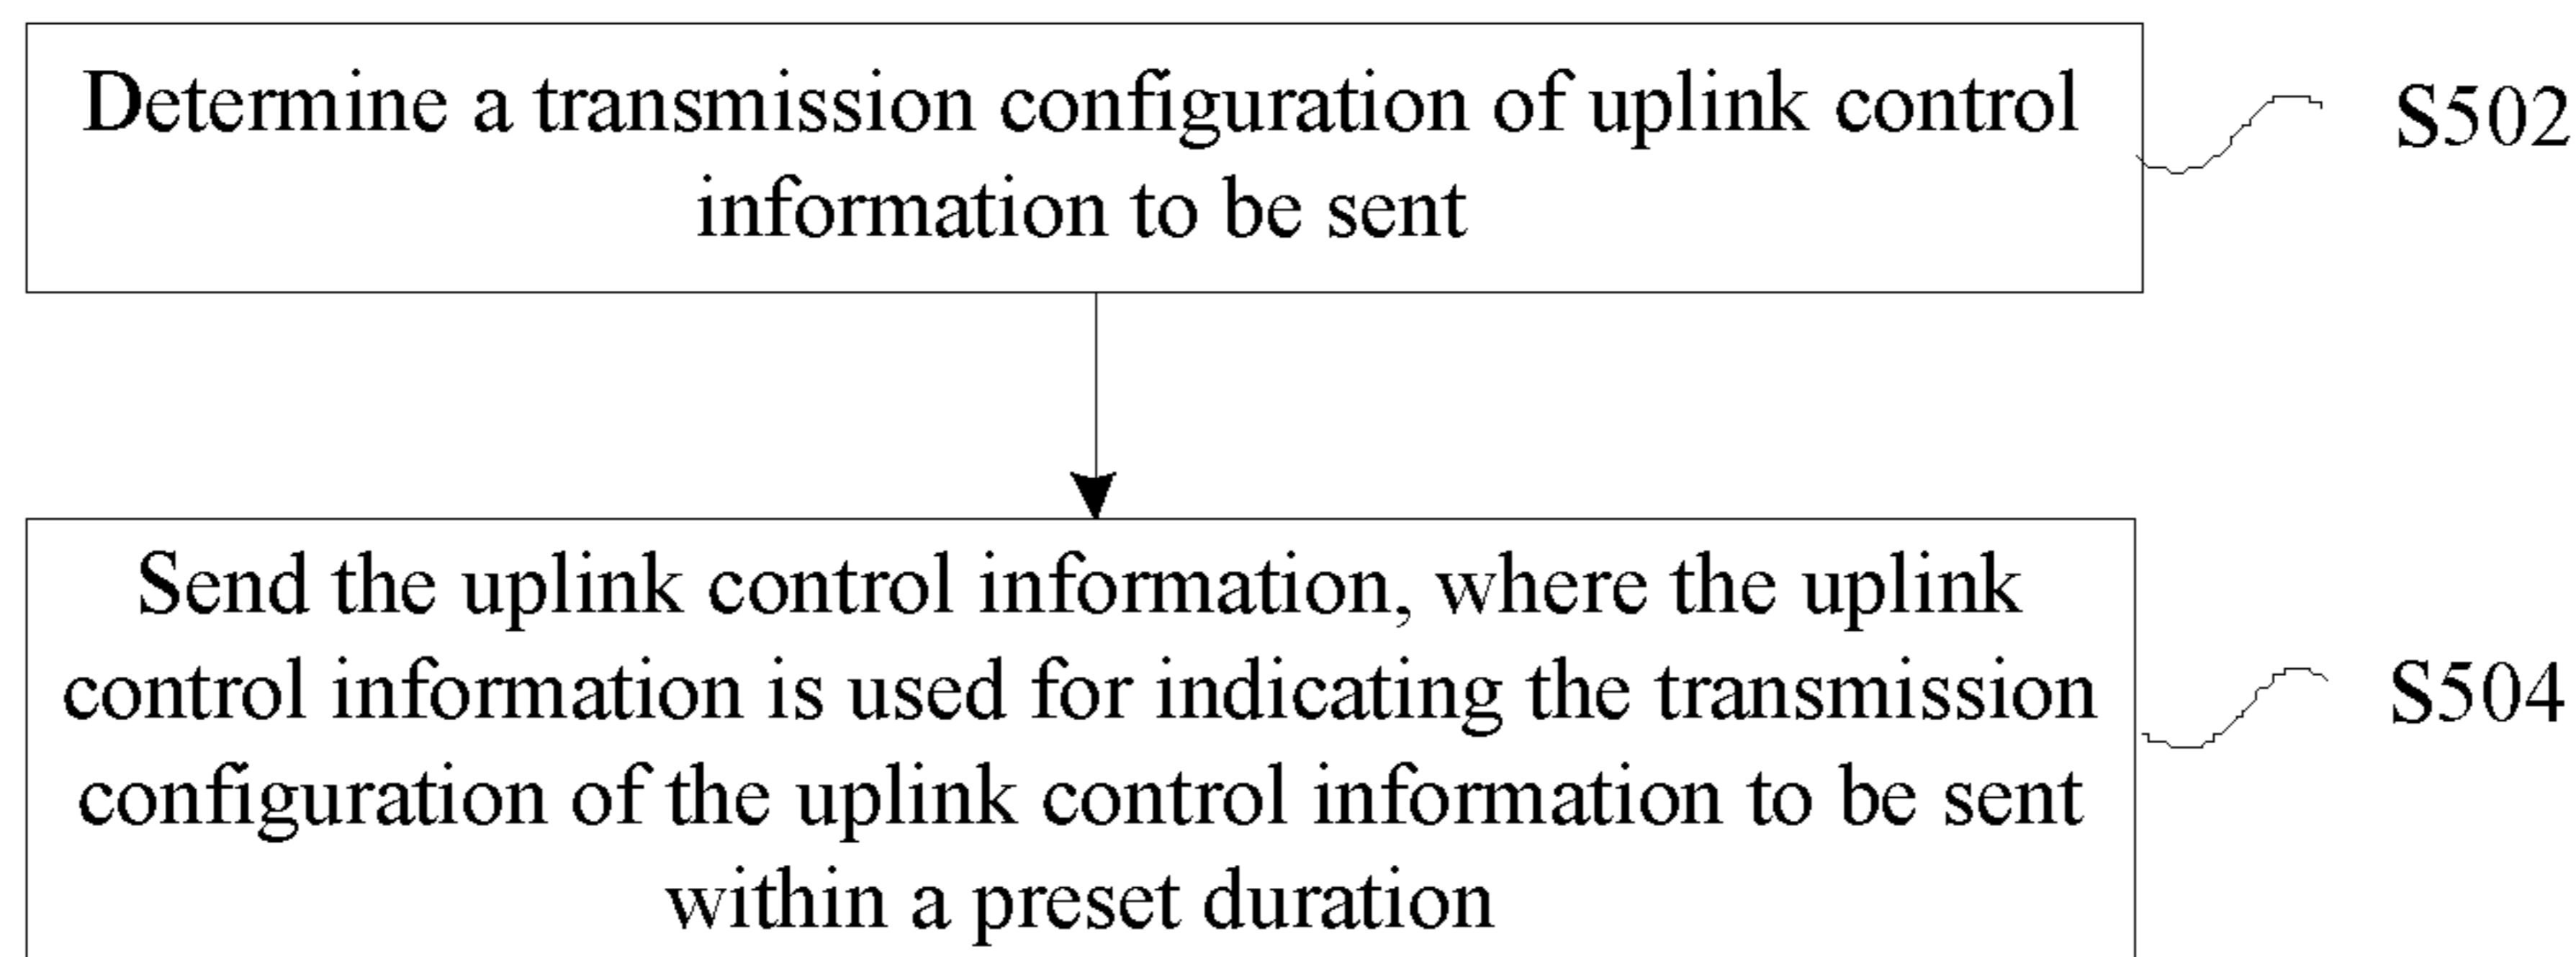 Determine a transmission configuration of uplink control
information to be sent
S502
Send the uplink control information, where the uplink
control information is used for indicating the transmission
configuration of the uplink control information to be sent
within a preset duration
S504